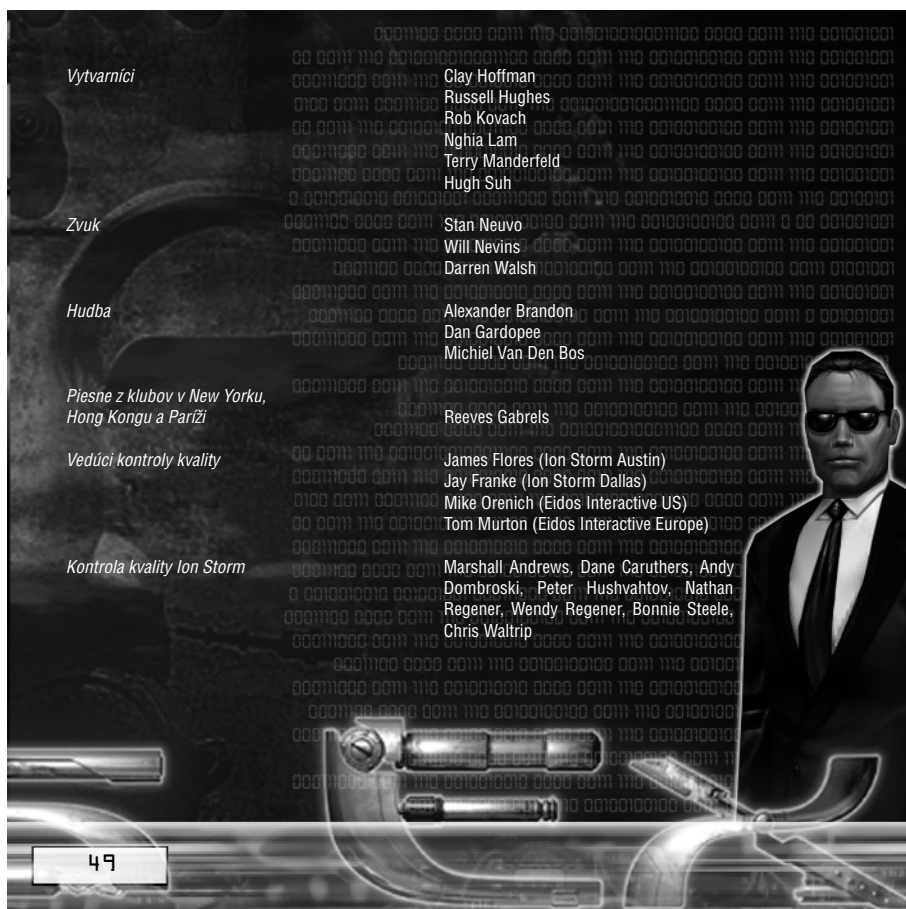 Vytvarníci
Clay Hoffman
Russell Hughes
Rob Kovach
Nghia Lam
Terry Manderfeld
Hugh Suh
Zvuk
Stan Neuvo
Will Nevins
Darren Walsh
Hudba
Alexander Brandon
Dan Gardopee
Michiel Van Den Bos
Piesne z klubov v New Yorku,
Hong Kongu a Paríži
Reeves Gabrels
Vedúci kontroly kvality
James Flores (Ion Storm Austin)
Jay Franke (Ion Storm Dallas)
Mike Orenich (Eidos Interactive US)
Tom Murton (Eidos Interactive Europe)
Kontrola kvality Ion Storm
Marshall Andrews, Dane Caruthers, Andy
Dombroski, Peter Hushvahtov, Nathan
Regener, Wendy Regener, Bonnie Steele,
Chris Waltrip
49